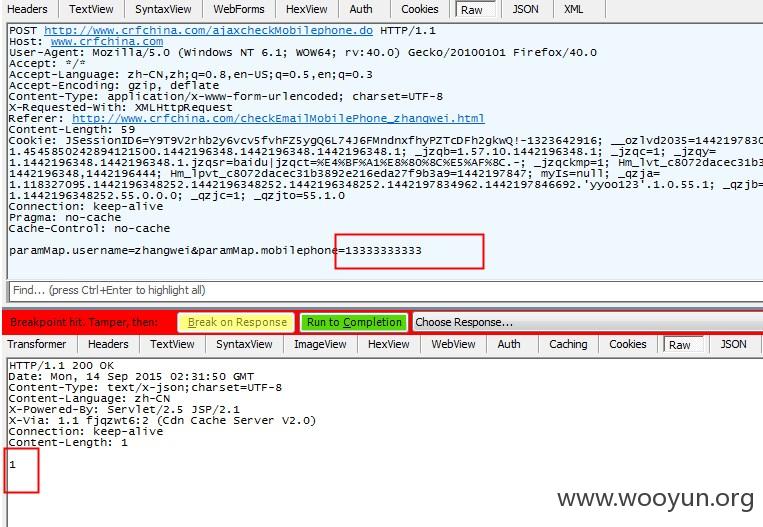 Headers TextView SyntaxView WebForms HexView Auth Cookies Raw JSON XML
POST http://www.crfchina.com/ajaxcheckMobilephone.do HTTP/1.1
Host: www.crfchina.com
User-Agent: Mozilla/5.0 (Windows NT 6.1; WOW64; rv:40.0) Gecko/20100101 Firefox/40.0
Accept: */*
Accept-Language: zh-CN,zh;q=0.8,en-US;q=0.5,en;q=0.3
Accept-Encoding: gzip, deflate
Content-Type: application/x-www-form-urlencoded; charset=UTF-8
X-Requested-With: XMLHttpRequest
Referer: http://www.crfchina.com/checkEmailMobilePhone_zhangwei.html
Content-Length: 59
Cookie: JSessionID6=Y9T9V2rhb2y6vcv5fvhFZ5ygQ6L74J6FMndnxfhyPZTcDFh2gkwQ!-1323642916; __ozlvd2035=1442197830
1.4545850242894121500.1442196348.1442196348.1442196348.1; _jzqb=1.57.10.1442196348.1; _jzqc=1; _jzqy=
1.1442196348.1442196348.1.jzqsr=baidu|jzqct=%E4%BF%A1%E8%80%8C%E5%AF%8C.-; _jzqckmp=1; Hm_lvt_c8072dacec31b3
1442196348,1442196444; Hm_lpvt_c8072dacec31b3892e216eda27f9b3a9=1442197847; myIs=null; _qzja=
1.118327095.1442196348252.1442196348252.1442196348252.1442197834962.1442197846692.'yyoo123'.1.0.55.1; _qzjb=
1.1442196348252.55.0.0.0; _qzjc=1; _qzjto=55.1.0
Connection: keep-alive
Pragma: no-cache
Cache-Control: no-cache
paramMap.username=zhangwei&paramMap.mobilephone=13333333333
Find... (press Ctrl+Enter to highlight all)
Breakpoint hit. Tamper, then: Break on Response Run to Completion Choose Response...
Transformer Headers TextView SyntaxView ImageView HexView WebView Auth Caching Cookies Raw JSON
HTTP/1.1 200 OK
Date: Mon, 14 Sep 2015 02:31:50 GMT
Content-Type: text/x-json;charset=UTF-8
Content-Language: zh-CN
X-Powered-By: Servlet/2.5 JSP/2.1
X-Via: 1.1 fjqzwt6:2 (Cdn Cache Server V2.0)
Connection: keep-alive
Content-Length: 1
1
www.wooyun.org